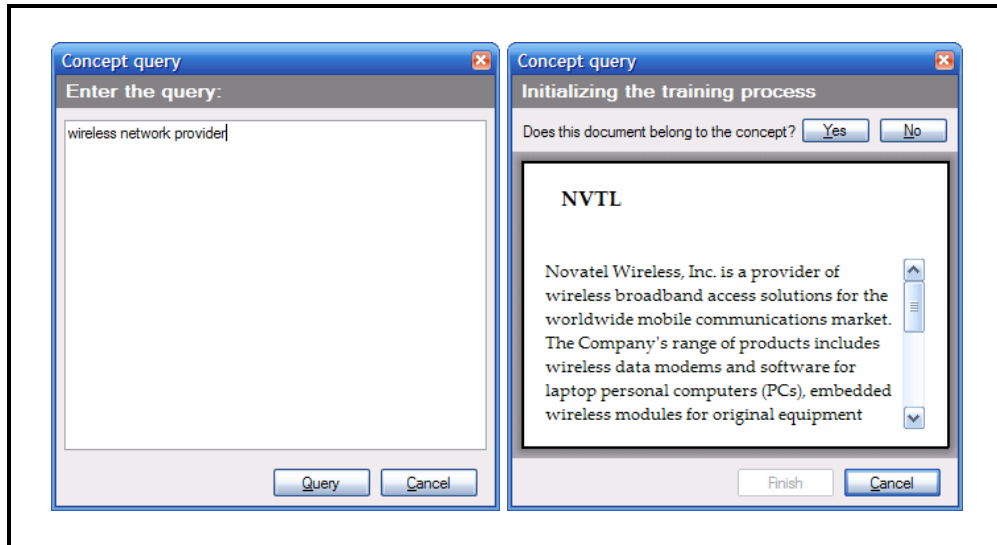 Concept query
Enter the query:
wireless network provider
Query
Cancel
Concept query
Initializing the training process
Does this document belong to the concept?
Yes
No
NVTL
Novatel Wireless, Inc. is a provider of
wireless broadband access solutions for the
worldwide mobile communications market.
The Company's range of products includes
wireless data modems and software for
laptop personal computers (PCs), embedded
wireless modules for original equipment
Finish
Cancel